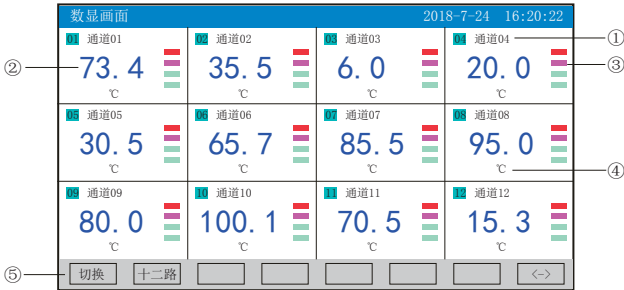 数显画面 2018-7-24 16:20:22
01 通道01 02 通道02 03 通道03 04 通道04 ①
② 73.4 35.5 6.0 20.0 ③
℃ ℃ ℃ ℃
05 通道05 06 通道06 07 通道07 08 通道08
30.5 65.7 85.5 95.0
℃ ℃ ℃ ℃ ④
09 通道09 10 通道10 11 通道11 12 通道12
80.0 100.1 70.5 15.3
℃ ℃ ℃ ℃
⑤ 切换 十二路 <->